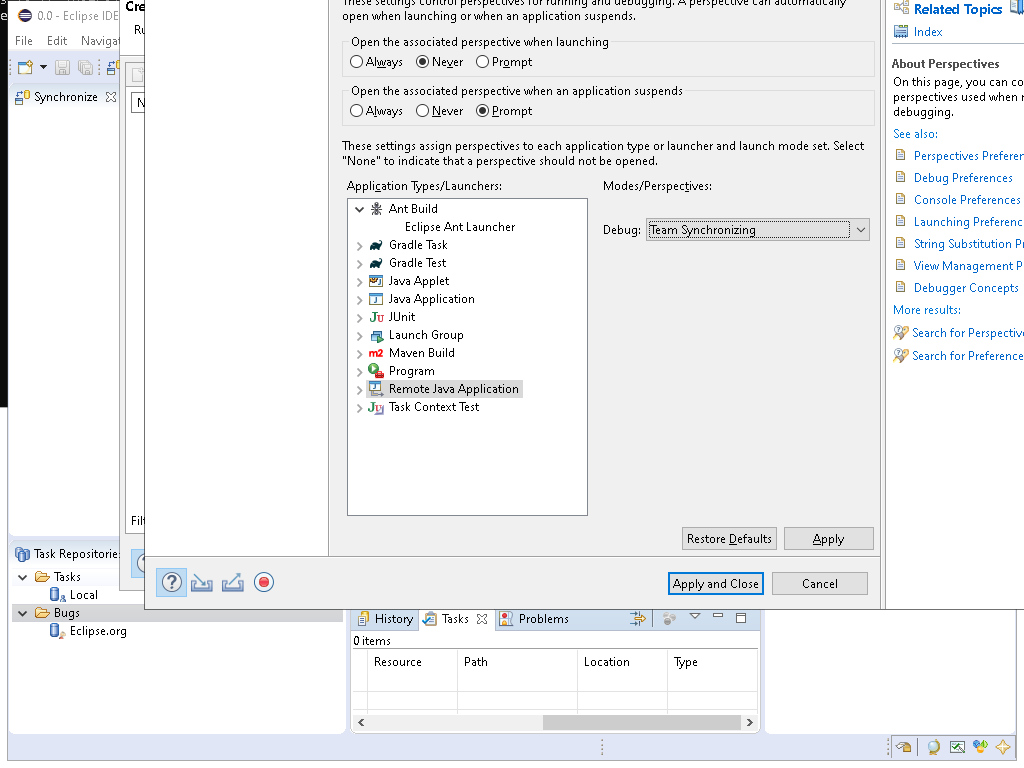 0.0 - Eclipse IDE
File Edit Navigat
Synchronize
Cre
Ru
N
Filt
These settings control perspectives for running and debugging. A perspective can automatically
open when launching or when an application suspends.
Open the associated perspective when launching
Always Never Prompt
Open the associated perspective when an application suspends
Always Never Prompt
These settings assign perspectives to each application type or launcher and launch mode set. Select
"None" to indicate that a perspective should not be opened.
Application Types/Launchers:
Modes/Perspectives:
Ant Build
Eclipse Ant Launcher
Gradle Task
Gradle Test
Java Applet
Java Application
JUnit
Launch Group
Maven Build
Program
Remote Java Application
Task Context Test
Debug: Team Synchronizing
Restore Defaults Apply
Apply and Close Cancel
Related Topics
Index
About Perspectives
On this page, you can co
perspectives used when r
debugging.
See also:
Perspectives Preferen
Debug Preferences
Console Preferences
Launching Preferenc
String Substitution Pr
View Management P
Debugger Concepts
More results:
Search for Perspective
Search for Preference
Task Repositorie
Tasks
Local
Bugs
Eclipse.org
History Tasks Problems
0 items
Resource Path Location Type